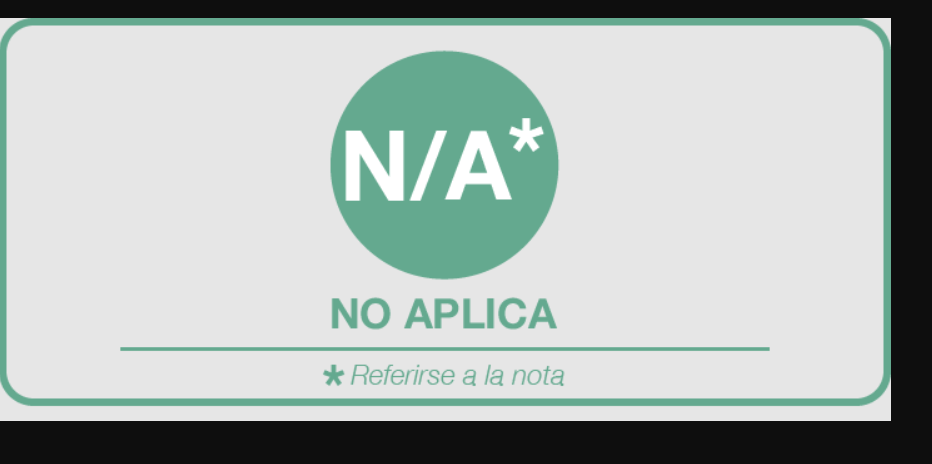 N/A*
NO APLICA
* Referirse a la nota